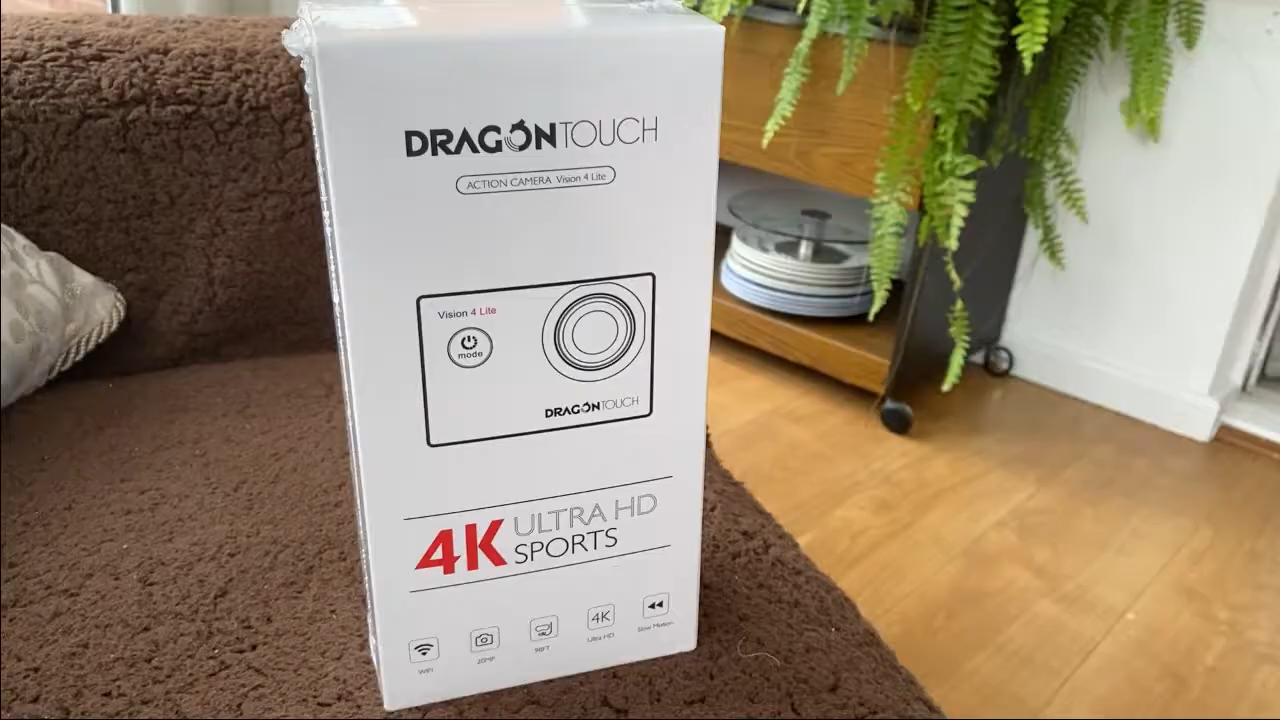 DRAGONTOUCH
ACTION CAMERA Vision 4 Lite
Vision 4 Lite
mode
DRAGONTOUCH
4K ULTRA HD
SPORTS
4K
WiFi
20MP
98FT
Ultra HD
Slow Motion